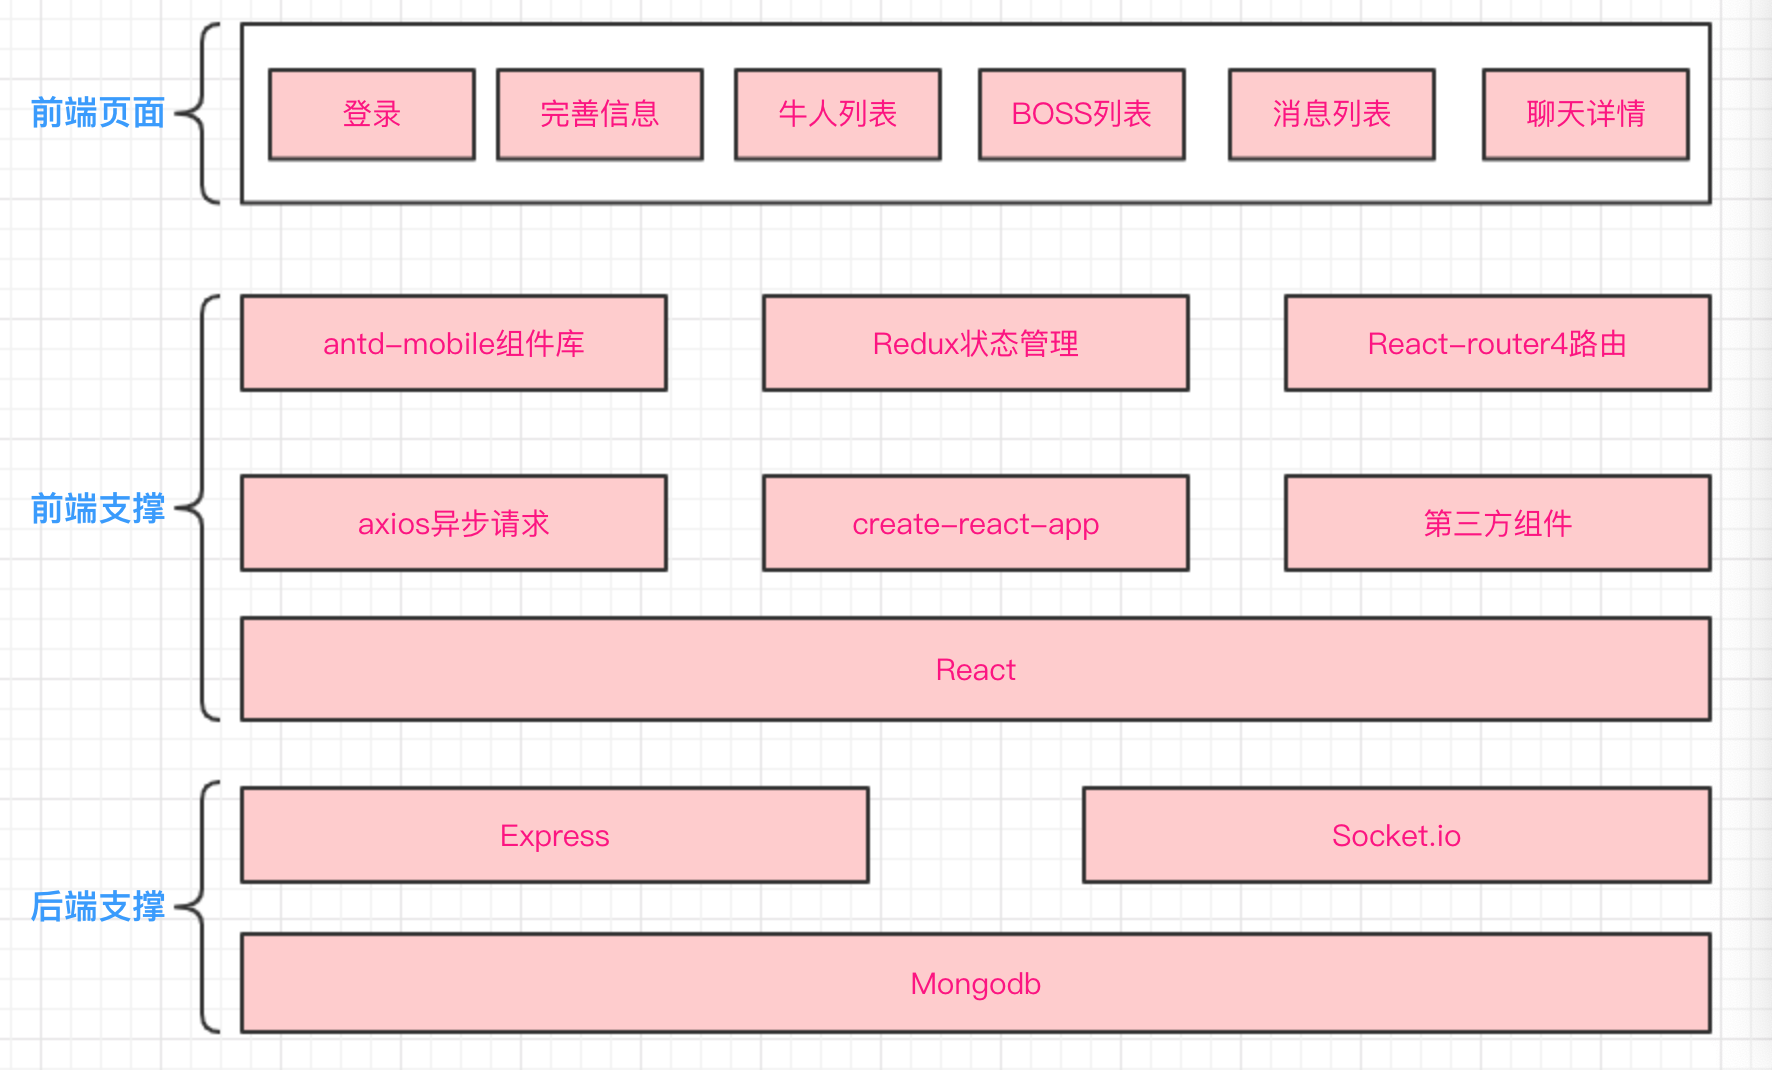 前端页面
登录
完善信息
牛人列表
BOSS列表
消息列表
聊天详情
前端支撑
antd-mobile组件库
Redux状态管理
React-router4路由
axios异步请求
create-react-app
第三方组件
React
后端支撑
Express
Socket.io
Mongodb